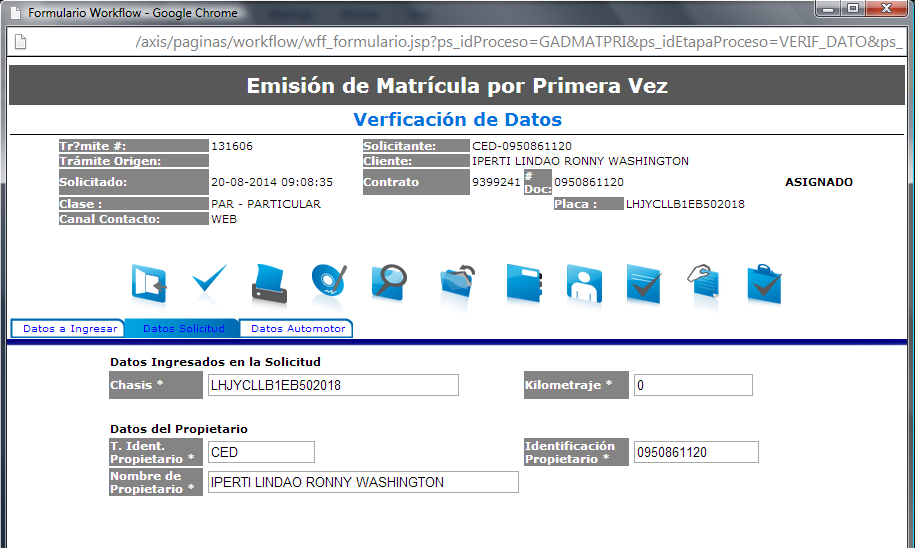 Formulario Workflow - Google Chrome
/axis/paginas/workflow/wff_formulario.jsp?ps_idProceso=GADMATPRI&ps_idEtapaProceso=VERIF_DATO&ps_
Emisión de Matrícula por Primera Vez
Verficación de Datos
Tr?mite #: 131606 Solicitante: CED-0950861120
Trámite Origen: Cliente: IPERTI LINDAO RONNY WASHINGTON
Solicitado: 20-08-2014 09:08:35 Contrato 9399241 # Doc: 0950861120 ASIGNADO
Clase : PAR - PARTICULAR Placa : LHJYCLLB1EB502018
Canal Contacto: WEB
Datos a Ingresar Datos Solicitud Datos Automotor
Datos Ingresados en la Solicitud
Chasis * LHJYCLLB1EB502018 Kilometraje * 0
Datos del Propietario
T. Ident. Propietario * CED Identificación Propietario * 0950861120
Nombre de Propietario * IPERTI LINDAO RONNY WASHINGTON